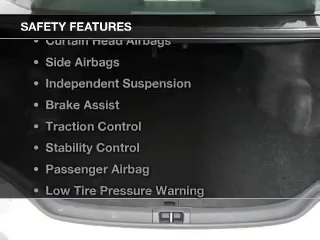 SAFETY FEATURES
• Curtain Head Airbags
• Side Airbags
• Independent Suspension
• Brake Assist
• Traction Control
• Stability Control
• Passenger Airbag
• Low Tire Pressure Warning